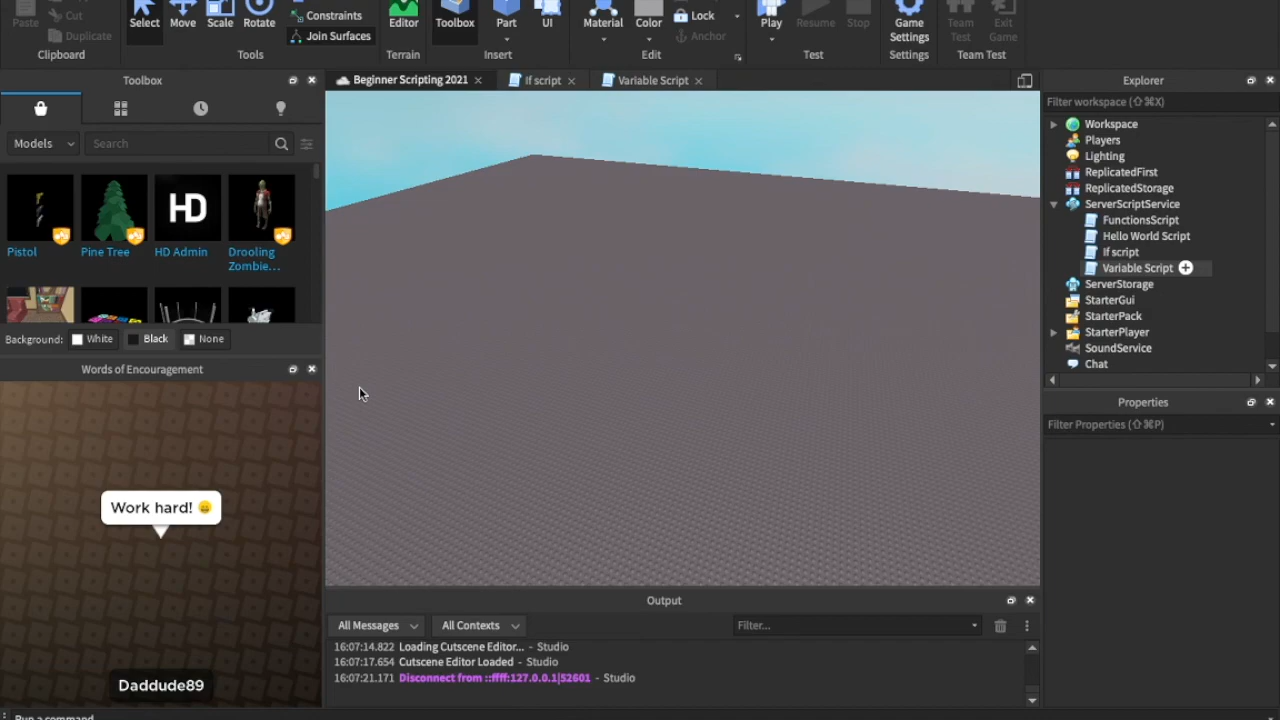 Paste
Cut
Duplicate
Clipboard
Select
Move
Scale
Rotate
Constraints
Join Surfaces
Tools
Editor
Terrain
Toolbox
Part
UI
Insert
Material
Color
Lock
Anchor
Edit
Play
Resume
Stop
Test
Game
Settings
Settings
Team
Test
Exit
Game
Team Test
Toolbox
Models
Search
Pistol
Pine Tree
HD
HD Admin
Drooling
Zombie...
Background:
White
Black
None
Words of Encouragement
Work hard! 😀
Daddude89
Beginner Scripting 2021
If script
Variable Script
Output
All Messages
All Contexts
Filter...
16:07:14.822 Loading Cutscene Editor... - Studio
16:07:17.654 Cutscene Editor Loaded - Studio
16:07:21.171 Disconnect from ::ffff:127.0.0.1|52601 - Studio
Explorer
Filter workspace (⇧⌘X)
Workspace
Players
Lighting
ReplicatedFirst
ReplicatedStorage
ServerScriptService
FunctionsScript
Hello World Script
If script
Variable Script
ServerStorage
StarterGui
StarterPack
StarterPlayer
SoundService
Chat
Properties
Filter Properties (⇧⌘P)
Run a command